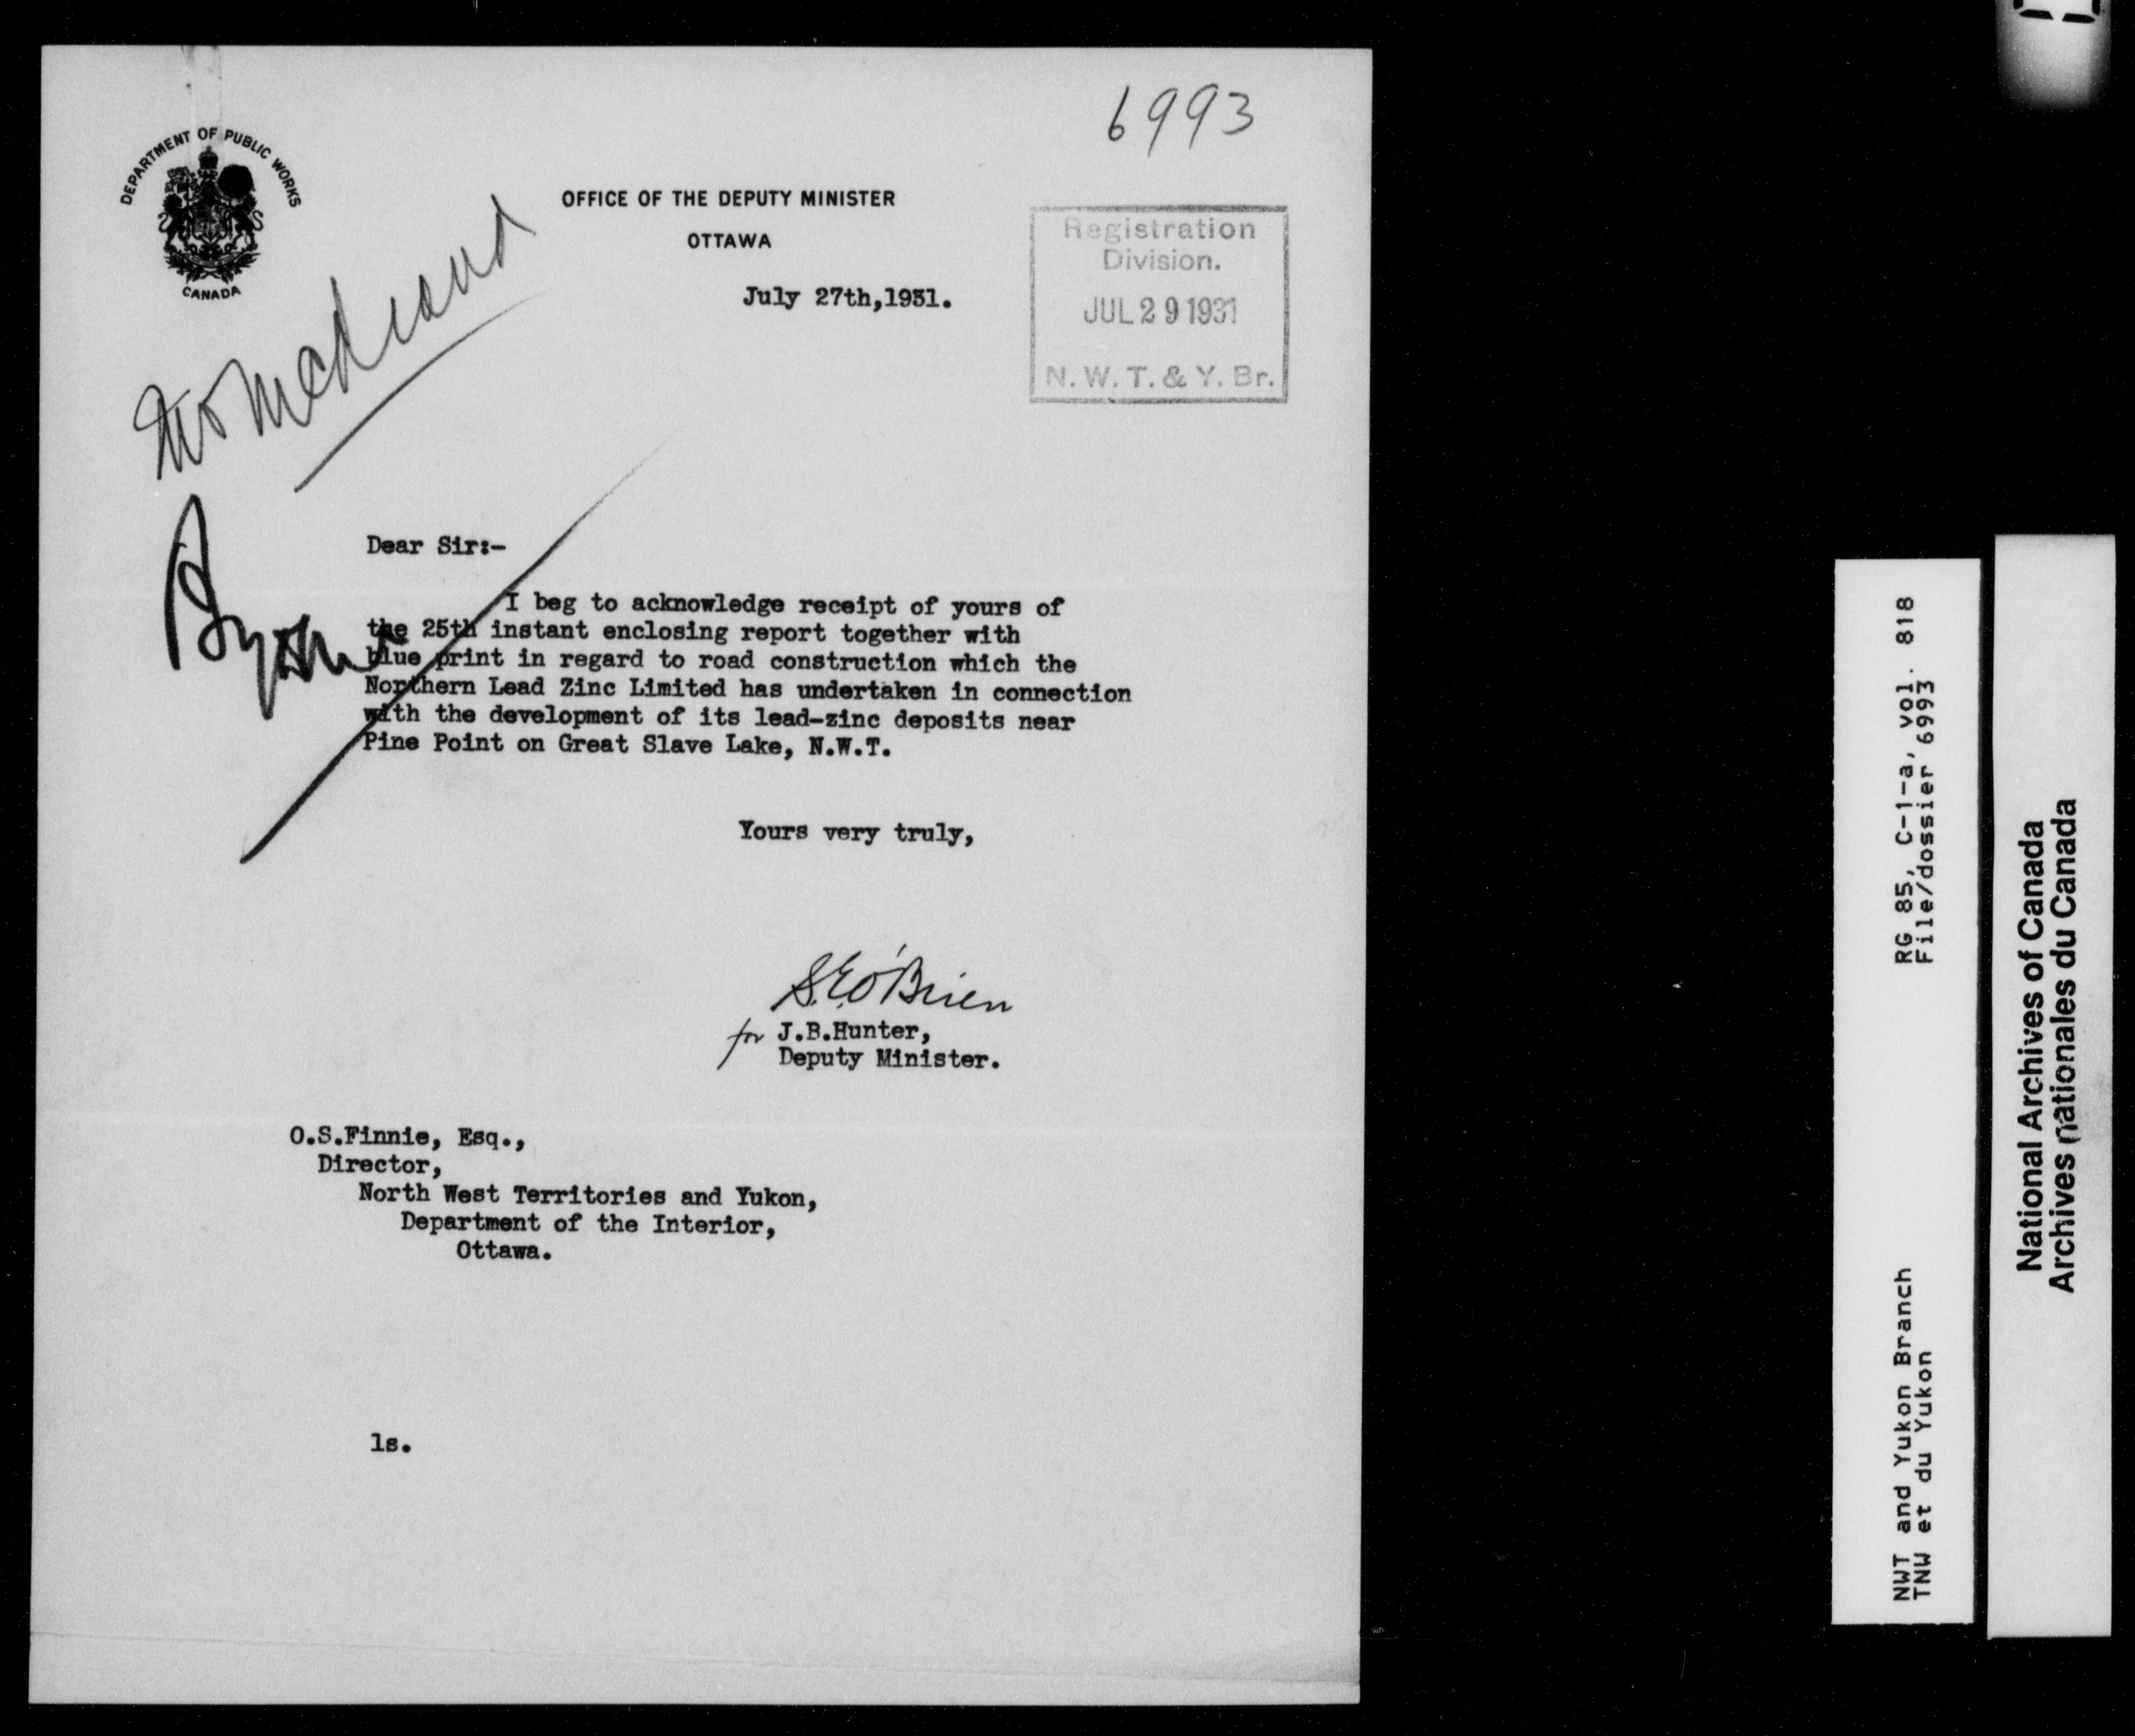 6993
DEPARTMENT OF PUBLIC WORKS
CANADA
OFFICE OF THE DEPUTY MINISTER
OTTAWA
July 27th,1931.
Registration
Division.
JUL 29 1931
N. W. T. & Y. Br.
Dear Sir:-
I beg to acknowledge receipt of yours of
the 25th instant enclosing report together with
blue print in regard to road construction which the
Northern Lead Zinc Limited has undertaken in connection
with the development of its lead-zinc deposits near
Pine Point on Great Slave Lake, N.W.T.
Yours very truly,
S.E. O'Brien
for J.B.Hunter,
Deputy Minister.
O.S.Finnie, Esq.,
Director,
North West Territories and Yukon,
Department of the Interior,
Ottawa.
ls.
RG 85, C-1-a, vol. 818
File/dossier 6993
NWT and Yukon Branch
TNW et du Yukon
National Archives of Canada
Archives nationales du Canada